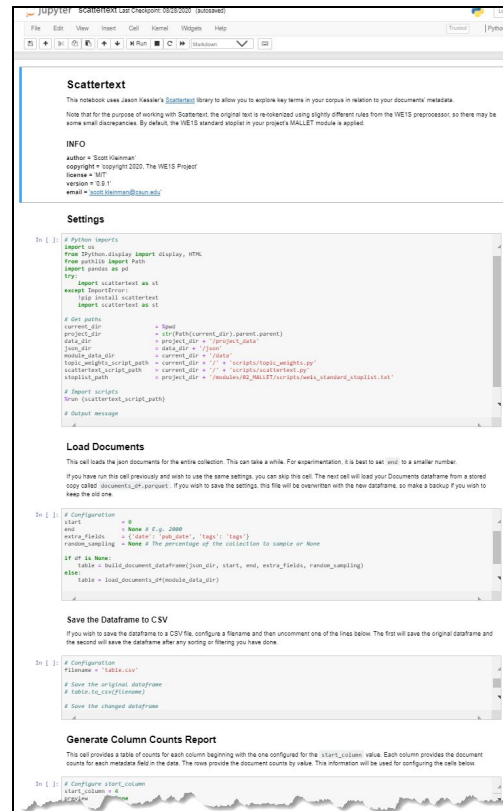 jupyter scattertext Last Checkpoint: 08/28/2020 (autosaved)
File Edit View Insert Cell Kernel Widgets Help Trusted Pytho
Run Markdown
Scattertext
This notebook uses Jason Kessler's Scattertext library to allow you to explore key terms in your corpus in relation to your documents' metadata.
Note that for the purpose of working with Scattertext, the original text is re-tokenized using slightly different rules from the WE1S preprocessor, so there may be
some small discrepancies. By default, the WE1S standard stoplist in your project's MALLET module is applied.
INFO
author = 'Scott Kleinman'
copyright = 'copyright 2020, The WE1S Project'
license = 'MIT'
version = '0.9.1'
email = 'scott.kleinman@csun.edu'
Settings
In [ ]: # Python imports
import os
from IPython.display import display, HTML
from pathlib import Path
import pandas as pd
try:
import scattertext as st
except ImportError:
!pip install scattertext
import scattertext as st
# Get paths
current_dir = %pwd
project_dir = str(Path(current_dir).parent.parent)
data_dir = project_dir + '/project_data'
json_dir = data_dir + '/json'
module_data_dir = current_dir + '/data'
topic_weights_script_path = current_dir + '/' + 'scripts/topic_weights.py'
scattertext_script_path = current_dir + '/' + 'scripts/scattertext.py'
stoplist_path = project_dir + '/modules/02_MALLET/scripts/we1s_standard_stoplist.txt'
# Import scripts
%run {scattertext_script_path}
# Output message
Load Documents
This cell loads the json documents for the entire collection. This can take a while. For experimentation, it is best to set end to a smaller number.
If you have run this cell previously and wish to use the same settings, you can skip this cell. The next cell will load your Documents dataframe from a stored
copy called documents_df.parquet. If you wish to save the settings, this file will be overwritten with the new dataframe, so make a backup if you wish to
keep the old one.
In [ ]: # Configuration
start = 0
end = None # E.g. 2000
extra_fields = {'date': 'pub_date', 'tags': 'tags'}
random_sampling = None # The percentage of the collection to sample or None
if df is None:
table = build_document_dataframe(json_dir, start, end, extra_fields, random_sampling)
else:
table = load_documents_df(module_data_dir)
Save the Dataframe to CSV
If you wish to save the dataframe to a CSV file, configure a filename and then uncomment one of the lines below. The first will save the original dataframe and
the second will save the dataframe after any sorting or filtering you have done.
In [ ]: # Configuration
filename = 'table.csv'
# Save the original dataframe
# table.to_csv(filename)
# Save the changed dataframe
Generate Column Counts Report
This cell provides a table of counts for each column beginning with the one configured for the start_column value. Each column provides the document
counts for each metadata field in the data. The rows provide the document counts by value. This information will be used for configuring the cells below.
In [ ]: # Configure start_column
start_column = 4
preview